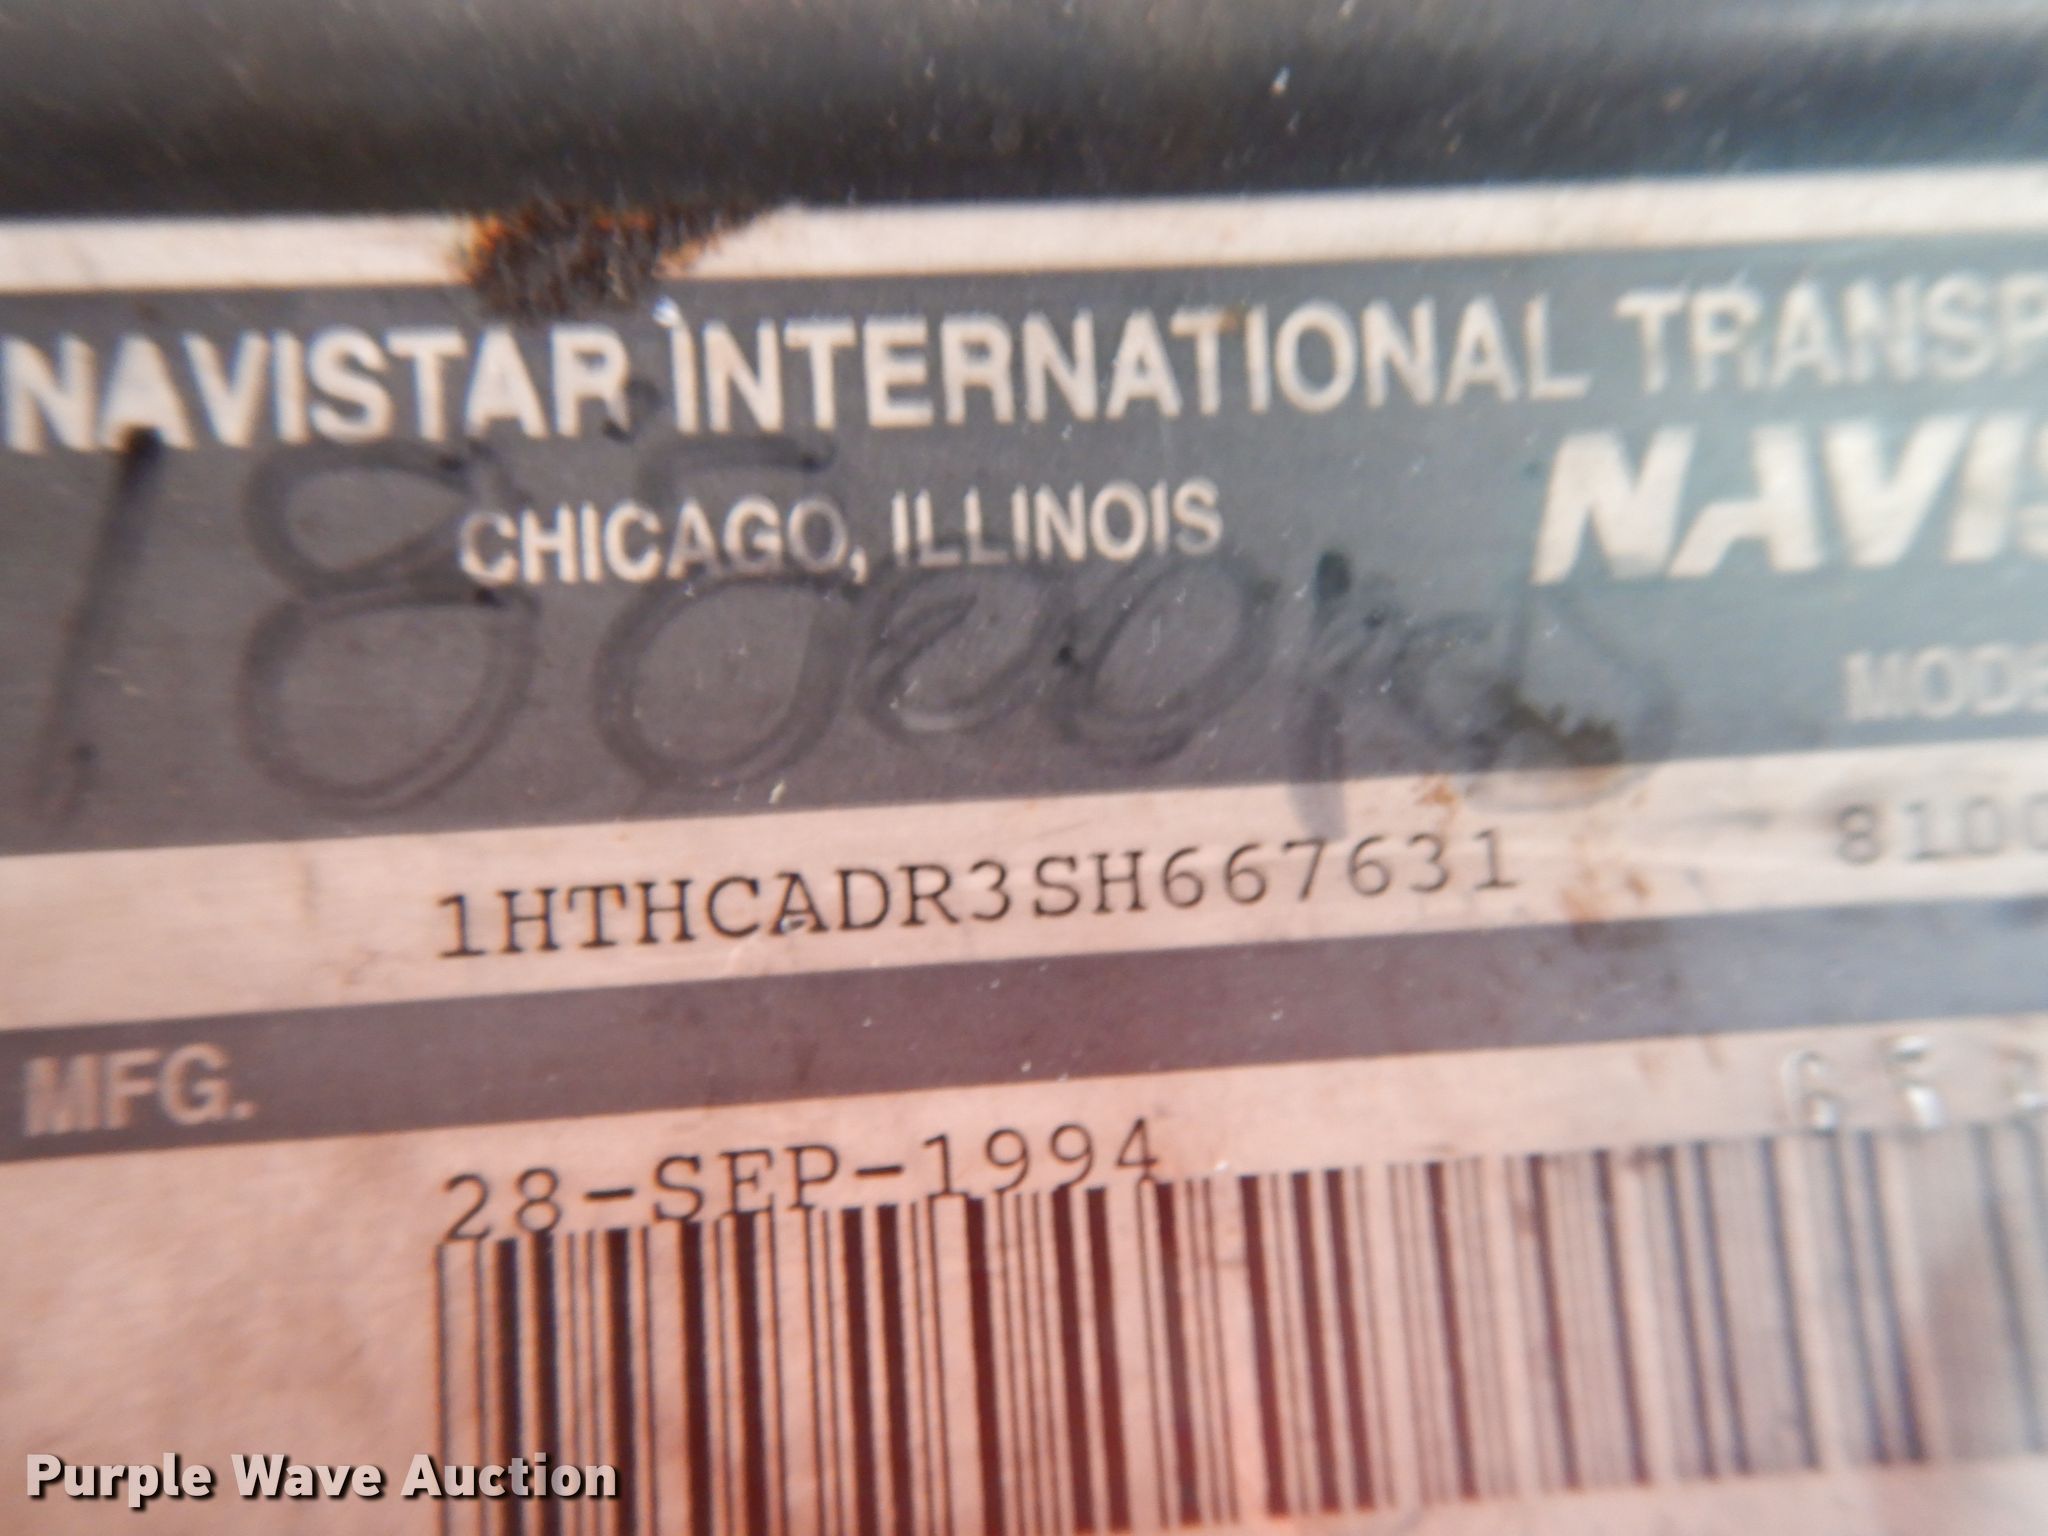 NAVISTAR INTERNATIONAL TRANSP
CHICAGO, ILLINOIS
NAVIS
MODE
1HTHCADR3SH667631 8100
MFG.
28-SEP-1994
Purple Wave Auction